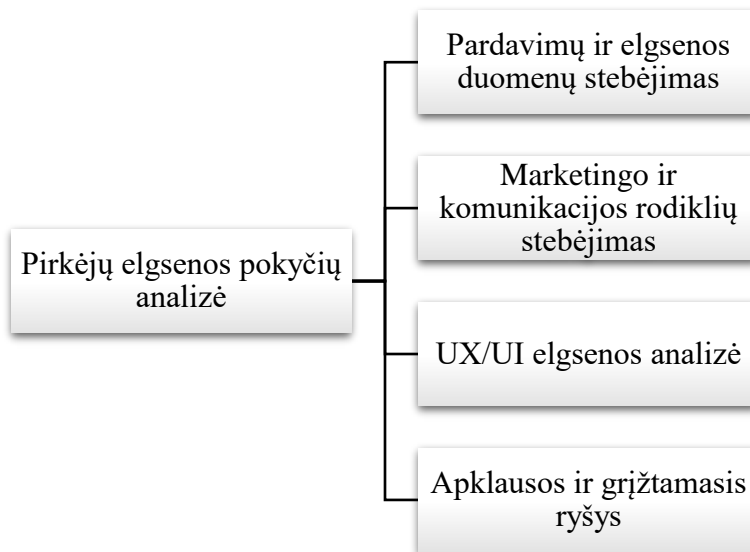 Pardavimų ir elgsenos
duomenų stebėjimas
Marketingo ir
komunikacijos rodiklių
stebėjimas
Pirkėjų elgsenos pokyčių
analizė
UX/UI elgsenos analizė
Apklausos ir grįžtamasis
ryšys